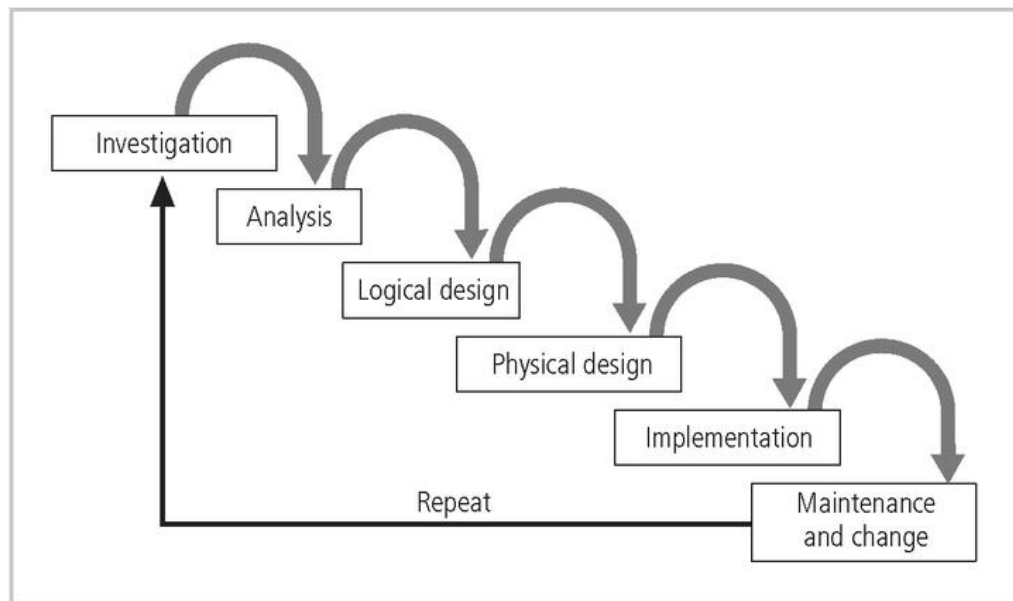 Investigation
Analysis
Logical design
Physical design
Implementation
Maintenance
and change
Repeat